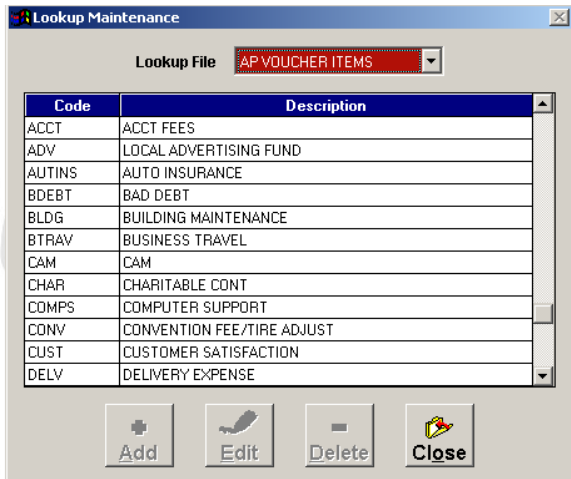 Lookup Maintenance
Lookup File AP VOUCHER ITEMS
Code Description
ACCT ACCT FEES
ADV LOCAL ADVERTISING FUND
AUTINS AUTO INSURANCE
BDEBT BAD DEBT
BLDG BUILDING MAINTENANCE
BTRAV BUSINESS TRAVEL
CAM CAM
CHAR CHARITABLE CONT
COMPS COMPUTER SUPPORT
CONV CONVENTION FEE/TIRE ADJUST
CUST CUSTOMER SATISFACTION
DELV DELIVERY EXPENSE
Add Edit Delete Close